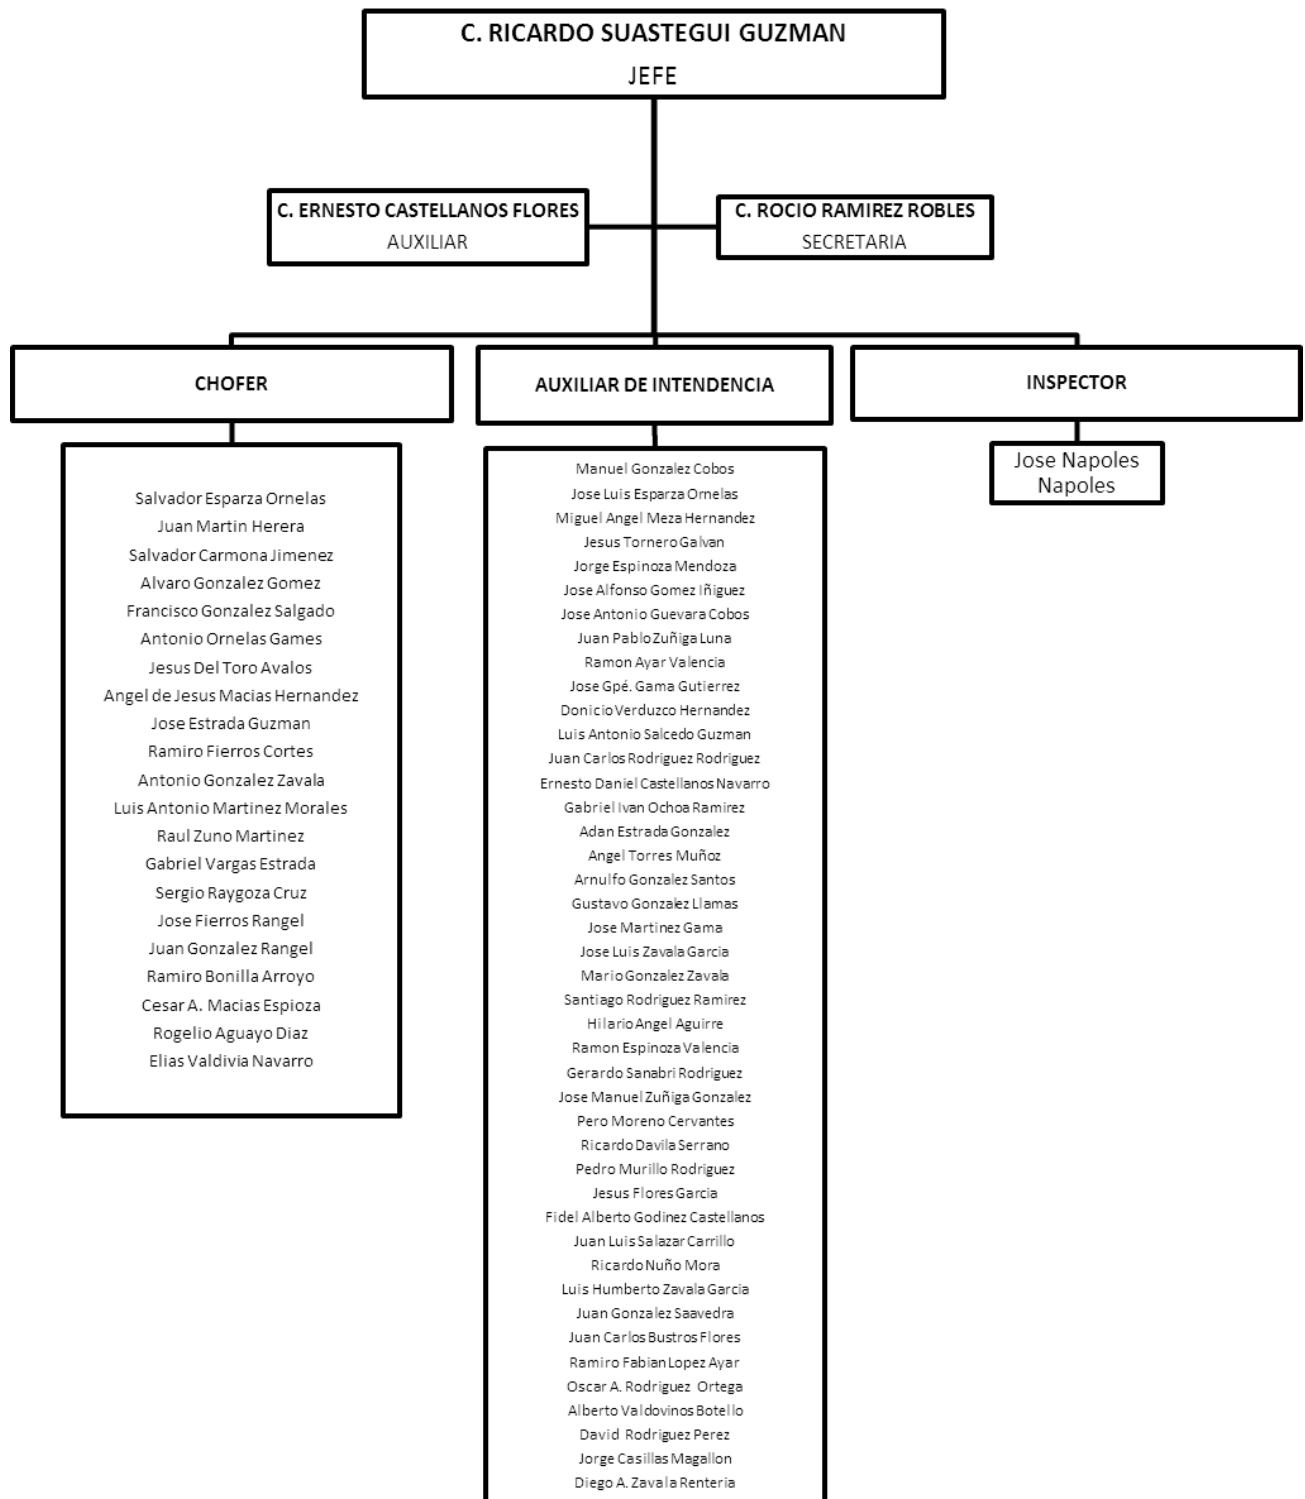 C. RICARDO SUASTEGUI GUZMAN
JEFE
C. ERNESTO CASTELLANOS FLORES
AUXILIAR
C. ROCIO RAMIREZ ROBLES
SECRETARIA
CHOFER
Salvador Esparza Ornelas
Juan Martin Herera
Salvador Carmona Jimenez
Alvaro Gonzalez Gomez
Francisco Gonzalez Salgado
Antonio Ornelas Games
Jesus Del Toro Avalos
Angel de Jesus Macias Hernandez
Jose Estrada Guzman
Ramiro Fierros Cortes
Antonio Gonzalez Zavala
Luis Antonio Martinez Morales
Raul Zuno Martinez
Gabriel Vargas Estrada
Sergio Raygoza Cruz
Jose Fierros Rangel
Juan Gonzalez Rangel
Ramiro Bonilla Arroyo
Cesar A. Macias Espioza
Rogelio Aguayo Diaz
Elias Valdivia Navarro
AUXILIAR DE INTENDENCIA
Manuel Gonzalez Cobos
Jose Luis Esparza Ornelas
Miguel Angel Meza Hernandez
Jesus Tornero Galvan
Jorge Espinoza Mendoza
Jose Alfonso Gomez Iñiguez
Jose Antonio Guevara Cobos
Juan Pablo Zuñiga Luna
Ramon Ayar Valencia
Jose Gpé. Gama Gutierrez
Donicio Verduzco Hernandez
Luis Antonio Salcedo Guzman
Juan Carlos Rodriguez Rodriguez
Ernesto Daniel Castellanos Navarro
Gabriel Ivan Ochoa Ramirez
Adan Estrada Gonzalez
Angel Torres Muñoz
Arnulfo Gonzalez Santos
Gustavo Gonzalez Llamas
Jose Martinez Gama
Jose Luis Zavala Garcia
Mario Gonzalez Zavala
Santiago Rodriguez Ramirez
Hilario Angel Aguirre
Ramon Espinoza Valencia
Gerardo Sanabri Rodriguez
Jose Manuel Zuñiga Gonzalez
Pero Moreno Cervantes
Ricardo Davila Serrano
Pedro Murillo Rodriguez
Jesus Flores Garcia
Fidel Alberto Godinez Castellanos
Juan Luis Salazar Carrillo
Ricardo Nuño Mora
Luis Humberto Zavala Garcia
Juan Gonzalez Saavedra
Juan Carlos Bustros Flores
Ramiro Fabian Lopez Ayar
Oscar A. Rodriguez Ortega
Alberto Valdovinos Botello
David Rodriguez Perez
Jorge Casillas Magallon
Diego A. Zavala Renteria
INSPECTOR
Jose Napoles
Napoles